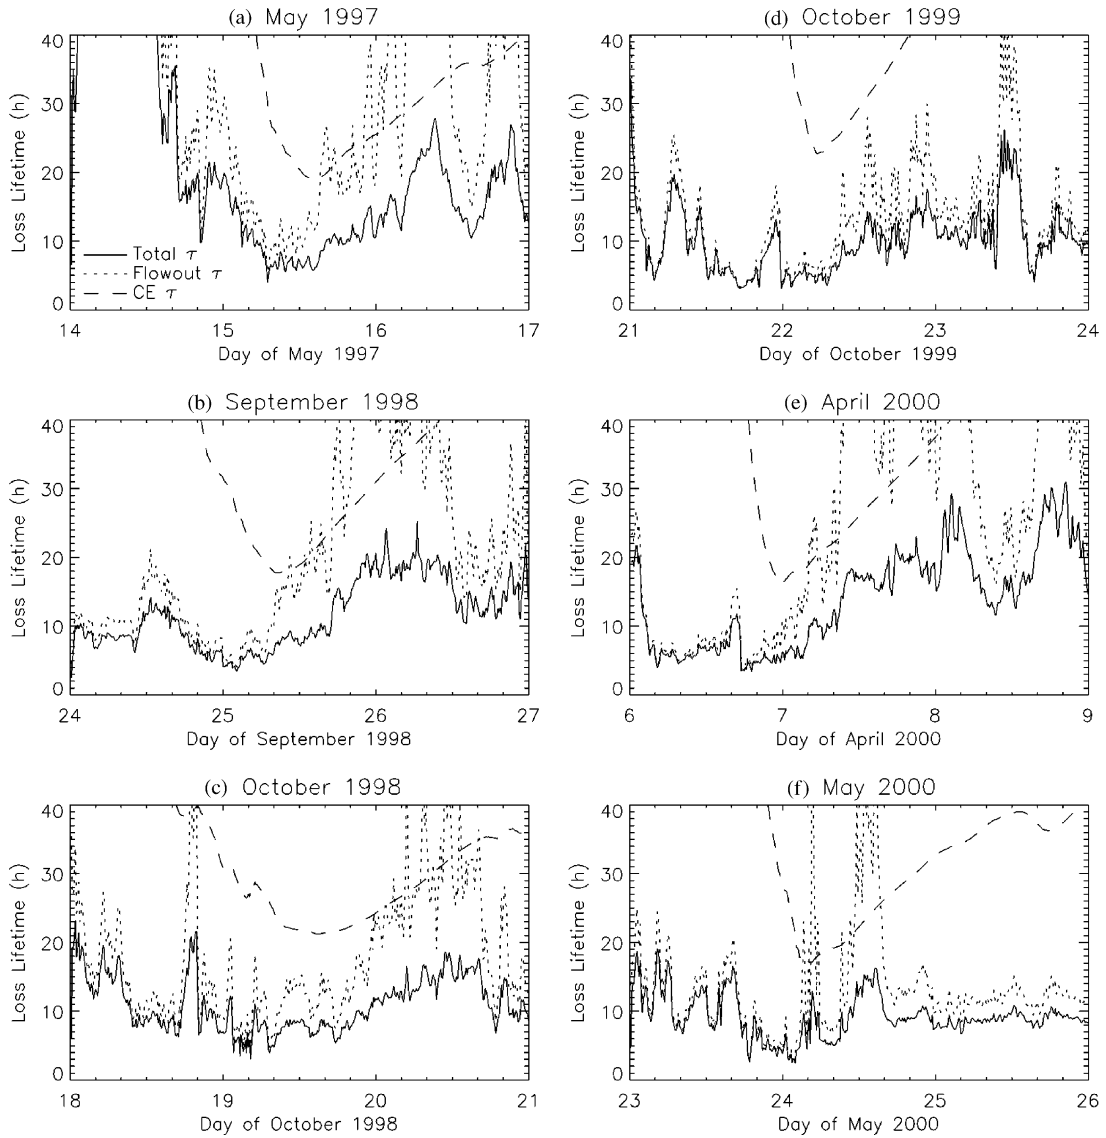 (a) May 1997
Loss Lifetime (h)
40
30
20
10
0
Total τ
Flowout τ
CE τ
14 15 16 17
Day of May 1997
(b) September 1998
Loss Lifetime (h)
40
30
20
10
0
24 25 26 27
Day of September 1998
(c) October 1998
Loss Lifetime (h)
40
30
20
10
0
18 19 20 21
Day of October 1998
(d) October 1999
Loss Lifetime (h)
40
30
20
10
0
21 22 23 24
Day of October 1999
(e) April 2000
Loss Lifetime (h)
40
30
20
10
0
6 7 8 9
Day of April 2000
(f) May 2000
Loss Lifetime (h)
40
30
20
10
0
23 24 25 26
Day of May 2000